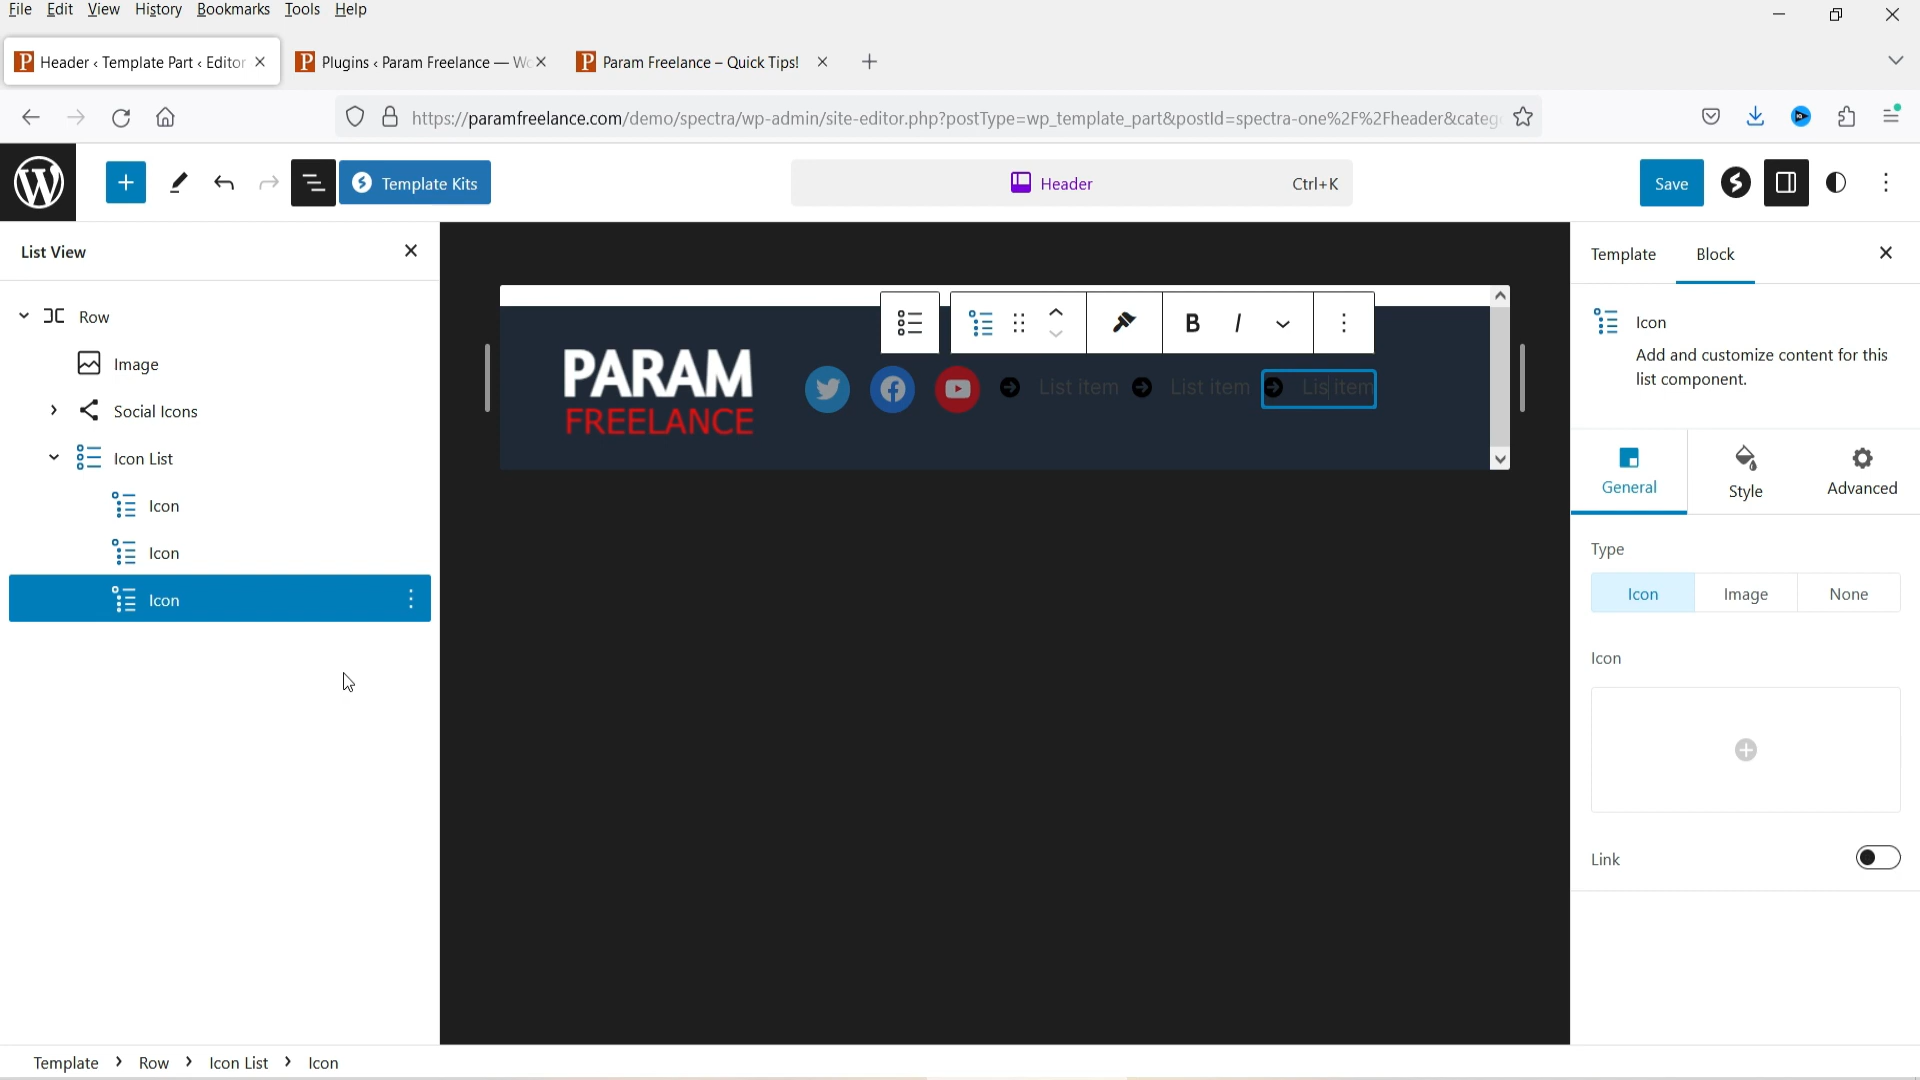 File Edit View History Bookmarks Tools Help
Header ‹ Template Part ‹ Editor
Plugins ‹ Param Freelance — Wo
Param Freelance – Quick Tips!
https://paramfreelance.com/demo/spectra/wp-admin/site-editor.php?postType=wp_template_part&postId=spectra-one%2F%2Fheader&catego
Template Kits
Header
Ctrl+K
Save
List View
Template
Block
Row
Image
Social Icons
Icon List
Icon
Icon
Icon
PARAM
FREELANCE
B I
List item
List item
List item
Icon
Add and customize content for this
list component.
General
Style
Advanced
Type
Icon
Image
None
Icon
Link
Template › Row › Icon List › Icon